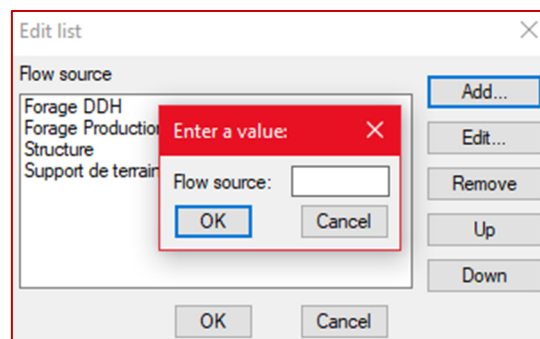 Edit list
Flow source
Forage DDH
Forage Production
Structure
Support de terrain
Enter a value:
Flow source:
OK
Cancel
Add...
Edit...
Remove
Up
Down
OK
Cancel